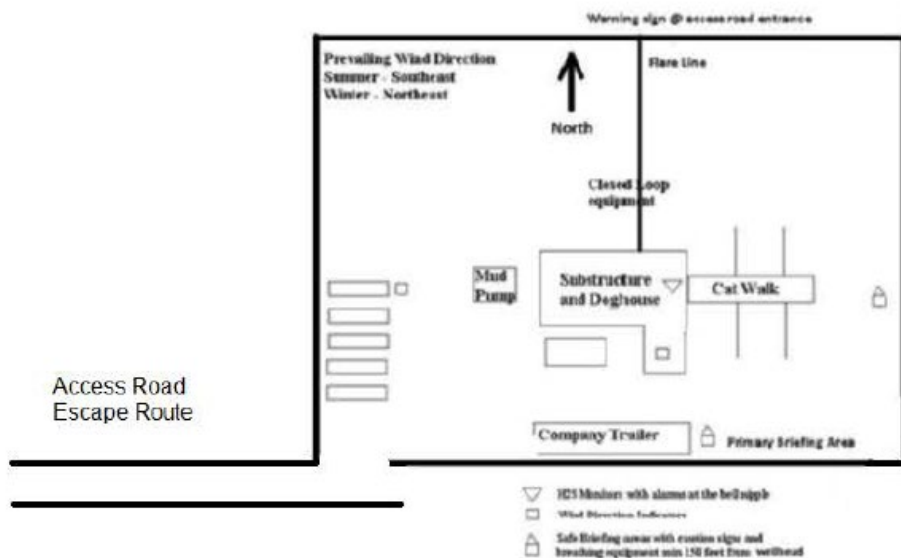 Warning sign @ access road entrance
Prevailing Wind Direction
Summer - Southeast
Winter - Northeast
North
Flare Line
Closed Loop
equipment
Mud
Pump
Substructure
and Doghouse
Cat Walk
Access Road
Escape Route
Company Trailer
Primary Briefing Area
H2S Monitors with alarms at the bell nipple
Wind Direction Indicators
Safe Briefing areas with caution signs and
breathing equipment min 150 feet from wellhead